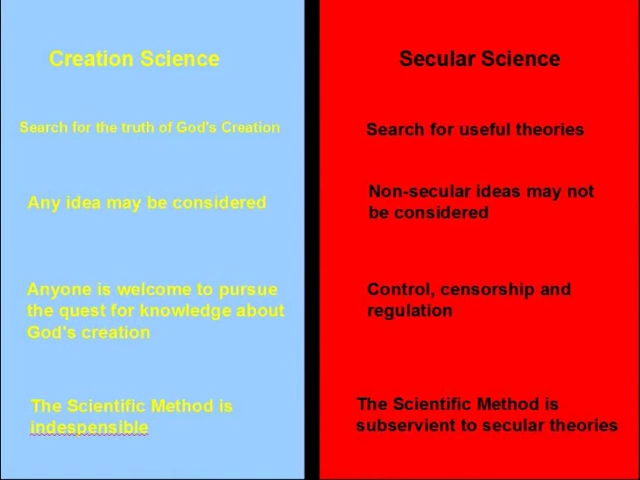 Creation Science
Search for the truth of God's Creation
Any idea may be considered
Anyone is welcome to pursue
the quest for knowledge about
God's creation
The Scientific Method is
indespensible
Secular Science
Search for useful theories
Non-secular ideas may not
be considered
Control, censorship and
regulation
The Scientific Method is
subservient to secular theories